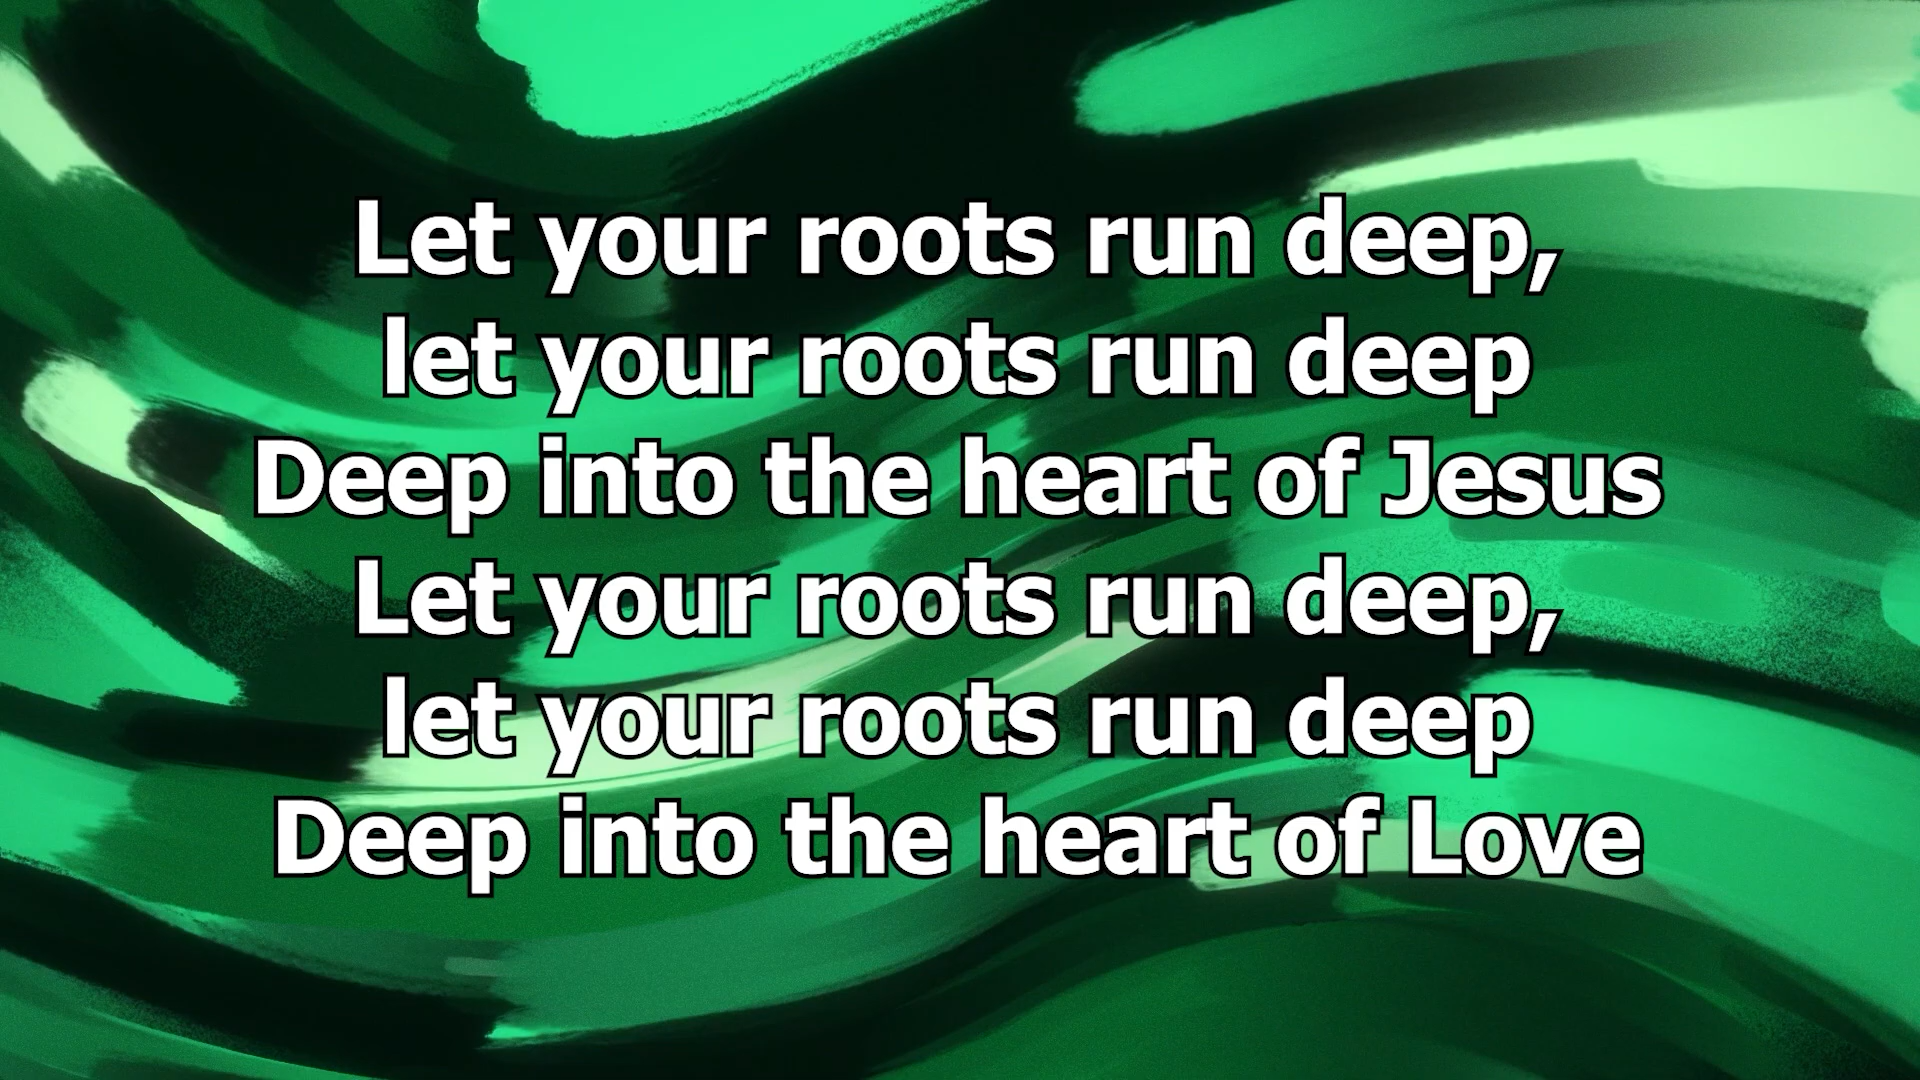 Let your roots run deep,
let your roots run deep
Deep into the heart of Jesus
Let your roots run deep,
let your roots run deep
Deep into the heart of Love